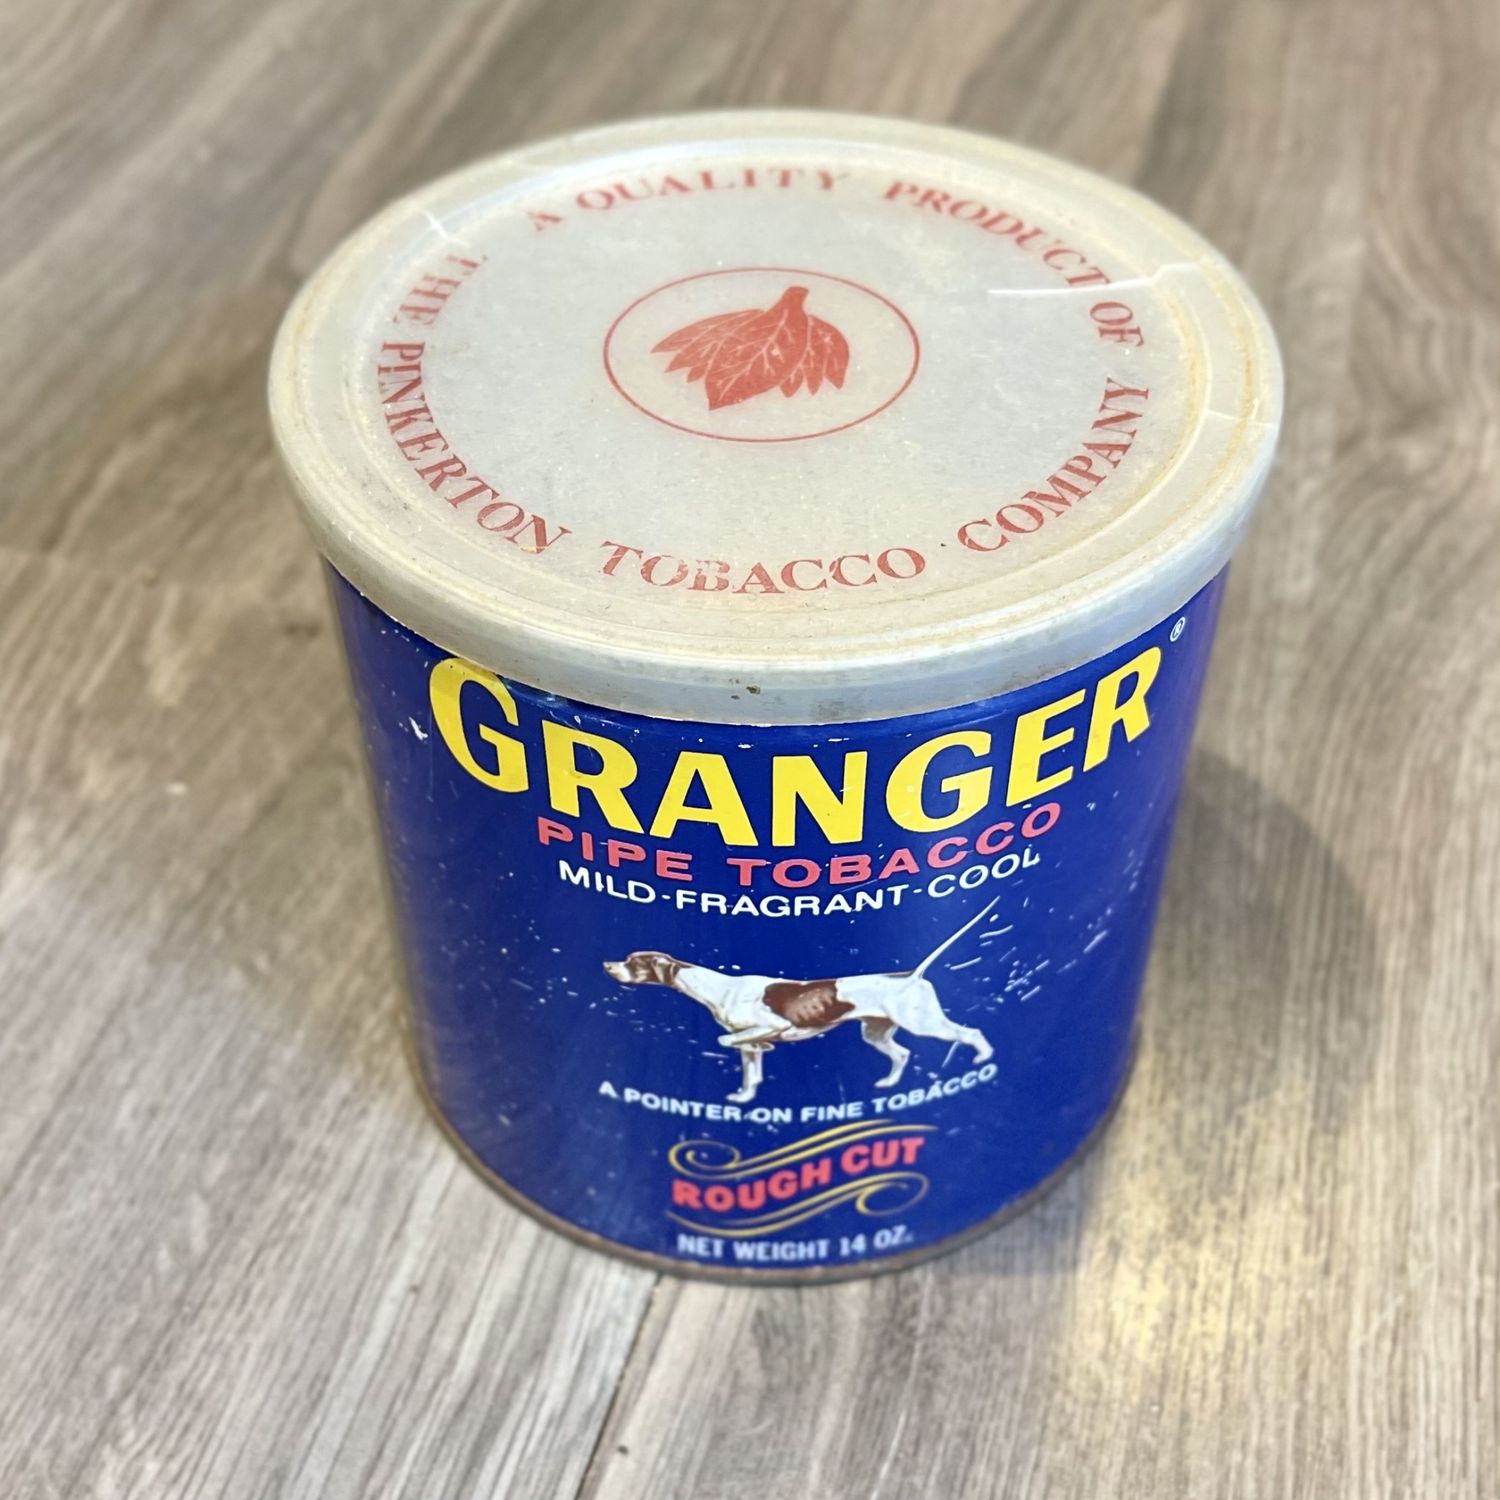 A QUALITY PRODUCT OF
THE PINKERTON TOBACCO COMPANY
GRANGER®
PIPE TOBACCO
MILD-FRAGRANT-COOL
A POINTER ON FINE TOBACCO
ROUGH CUT
NET WEIGHT 14 OZ.